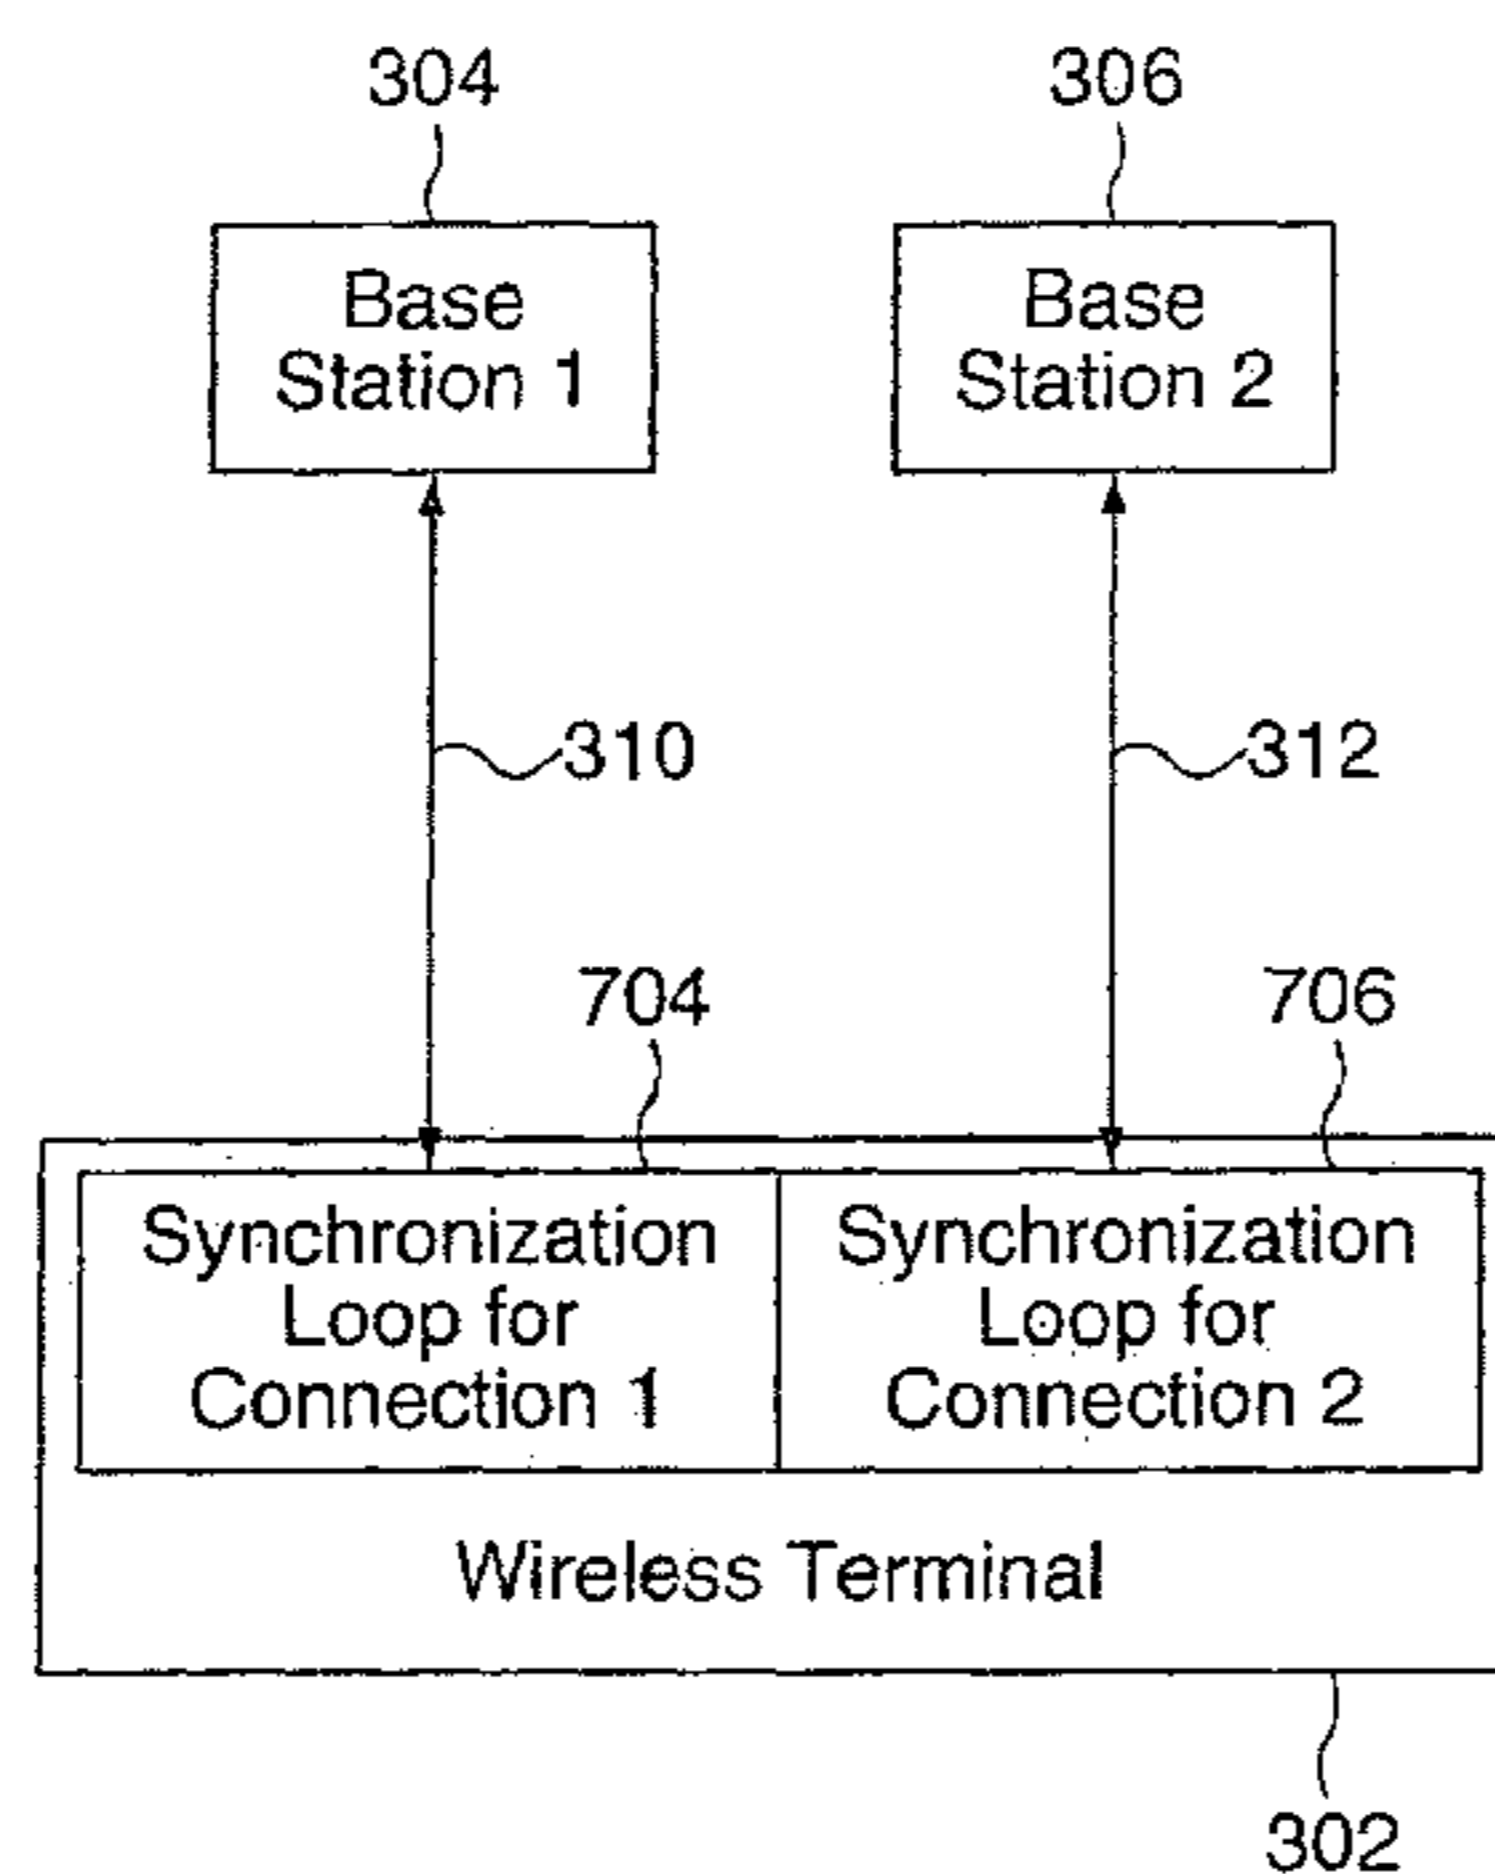 304
306
Base
Station 1
Base
Station 2
310
312
704
706
Synchronization
Loop for
Connection 1
Synchronization
Loop for
Connection 2
Wireless Terminal
302